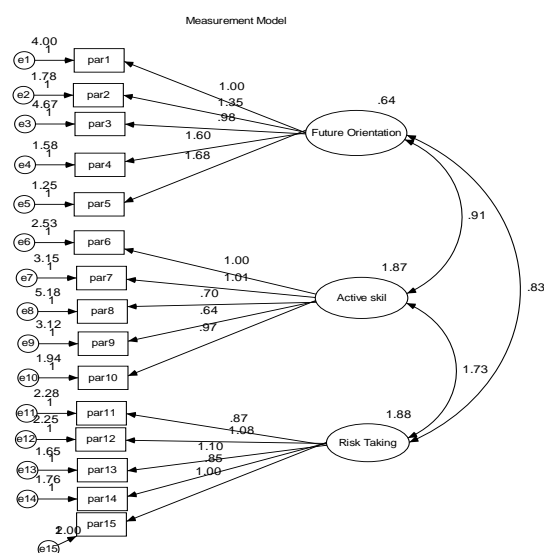 Measurement Model
4.00
e1
1
par1
1.78
e2
1
par2
4.67
e3
1
par3
1.58
e4
1
par4
1.25
e5
1
par5
1.00
1.35
.98
1.60
1.68
.64
Future Orientation
2.53
e6
1
par6
3.15
e7
1
par7
5.18
e8
1
par8
3.12
e9
1
par9
1.94
e10
1
par10
1.00
1.01
.70
.64
.97
1.87
Active skil
.91
.83
1.73
2.28
e11
1
par11
2.25
e12
1
par12
1.65
e13
1
par13
1.76
e14
1
par14
2.00
e15
1
par15
.87
1.08
1.10
.85
1.00
1.88
Risk Taking